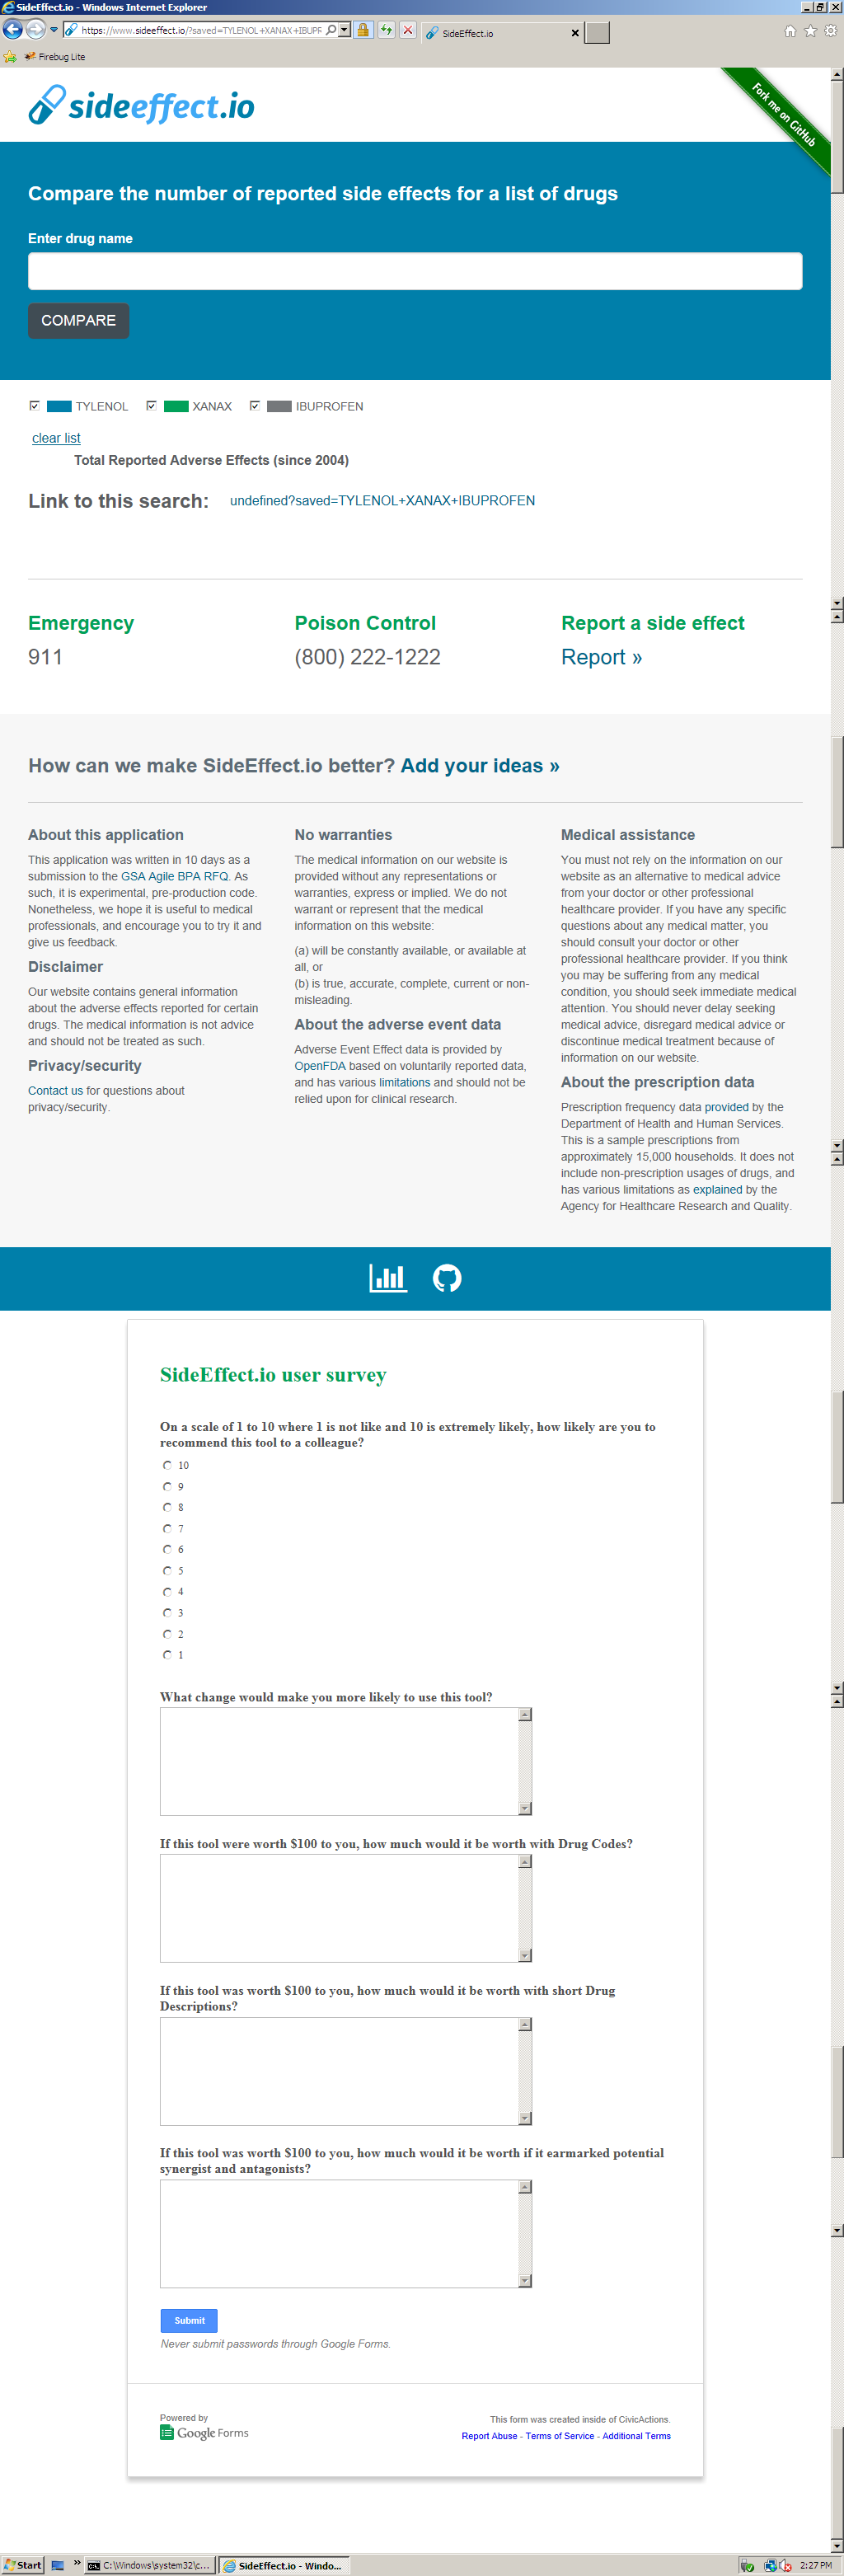 SideEffect.io - Windows Internet Explorer
https://www.sideeffect.io/?saved=TYLENOL+XANAX+IBUPF
SideEffect.io
Firebug Lite
sideeffect.io
Fork me on GitHub
Compare the number of reported side effects for a list of drugs
Enter drug name
COMPARE
TYLENOL XANAX IBUPROFEN
clear list
Total Reported Adverse Effects (since 2004)
Link to this search: undefined?saved=TYLENOL+XANAX+IBUPROFEN
Emergency
911
Poison Control
(800) 222-1222
Report a side effect
Report »
How can we make SideEffect.io better? Add your ideas »
About this application
This application was written in 10 days as a
submission to the GSA Agile BPA RFQ. As
such, it is experimental, pre-production code.
Nonetheless, we hope it is useful to medical
professionals, and encourage you to try it and
give us feedback.
Disclaimer
Our website contains general information
about the adverse effects reported for certain
drugs. The medical information is not advice
and should not be treated as such.
Privacy/security
Contact us for questions about
privacy/security.
No warranties
The medical information on our website is
provided without any representations or
warranties, express or implied. We do not
warrant or represent that the medical
information on this website:
(a) will be constantly available, or available at
all, or
(b) is true, accurate, complete, current or non-
misleading.
About the adverse event data
Adverse Event Effect data is provided by
OpenFDA based on voluntarily reported data,
and has various limitations and should not be
relied upon for clinical research.
Medical assistance
You must not rely on the information on our
website as an alternative to medical advice
from your doctor or other professional
healthcare provider. If you have any specific
questions about any medical matter, you
should consult your doctor or other
professional healthcare provider. If you think
you may be suffering from any medical
condition, you should seek immediate medical
attention. You should never delay seeking
medical advice, disregard medical advice or
discontinue medical treatment because of
information on our website.
About the prescription data
Prescription frequency data provided by the
Department of Health and Human Services.
This is a sample prescriptions from
approximately 15,000 households. It does not
include non-prescription usages of drugs, and
has various limitations as explained by the
Agency for Healthcare Research and Quality.
SideEffect.io user survey
On a scale of 1 to 10 where 1 is not like and 10 is extremely likely, how likely are you to
recommend this tool to a colleague?
10
9
8
7
6
5
4
3
2
1
What change would make you more likely to use this tool?
If this tool were worth $100 to you, how much would it be worth with Drug Codes?
If this tool was worth $100 to you, how much would it be worth with short Drug
Descriptions?
If this tool was worth $100 to you, how much would it be worth if it earmarked potential
synergist and antagonists?
Submit
Never submit passwords through Google Forms.
Powered by
Google Forms
This form was created inside of CivicActions.
Report Abuse - Terms of Service - Additional Terms
Start » C:\Windows\system32\c... SideEffect.io - Windo... 2:27 PM